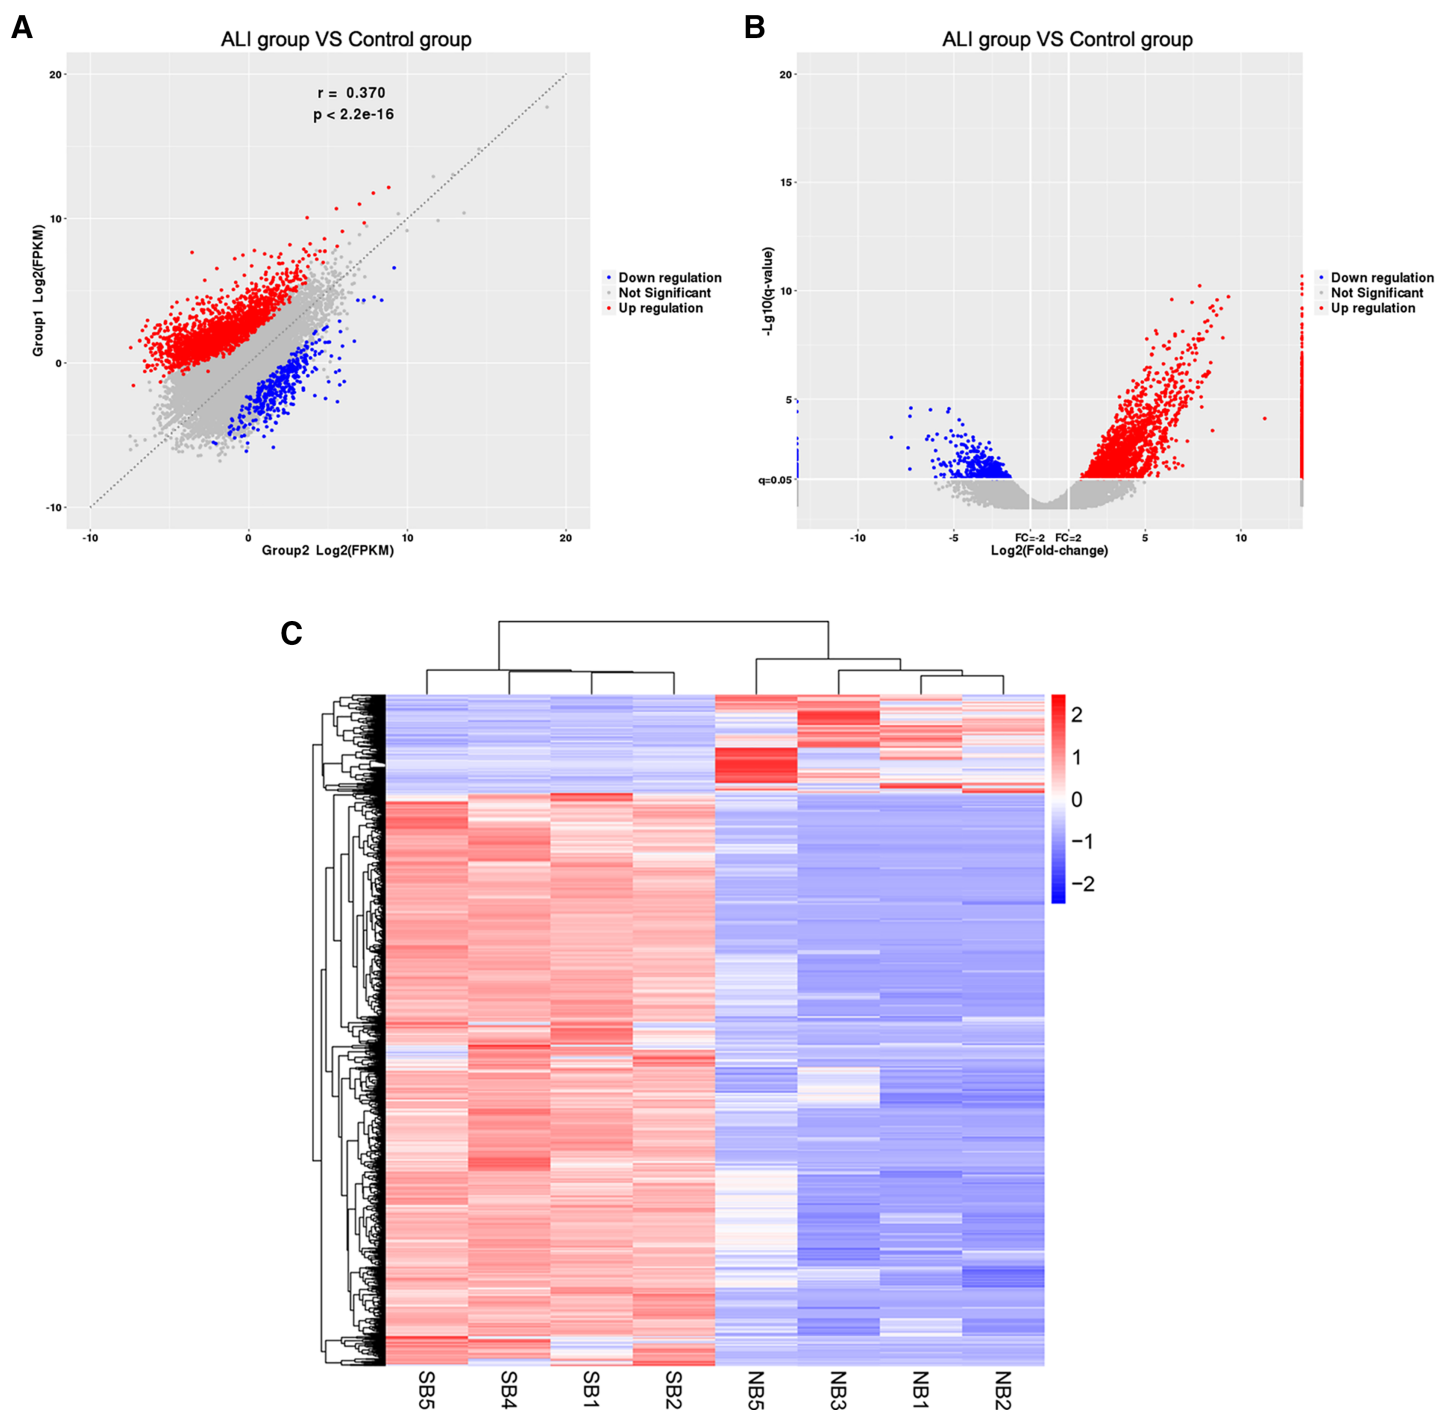 A
ALI group VS Control group
r = 0.370
p < 2.2e-16
20
10
0
-10
Group1 Log2(FPKM)
-10
0
10
20
Group2 Log2(FPKM)
Down regulation
Not Significant
Up regulation
B
ALI group VS Control group
20
15
10
5
q=0.05
-Lg10(q-value)
-10
-5
FC=-2
FC=2
5
10
Log2(Fold-change)
Down regulation
Not Significant
Up regulation
C
2
1
0
−1
−2
SB5
SB4
SB1
SB2
NB5
NB3
NB1
NB2